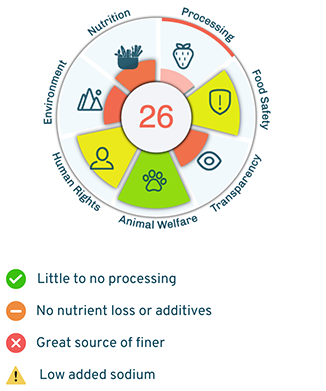 Nutrition
Processing
Environment
Food Safety
26
Human Rights
Transparency
Animal Welfare
Little to no processing
No nutrient loss or additives
Great source of finer
Low added sodium